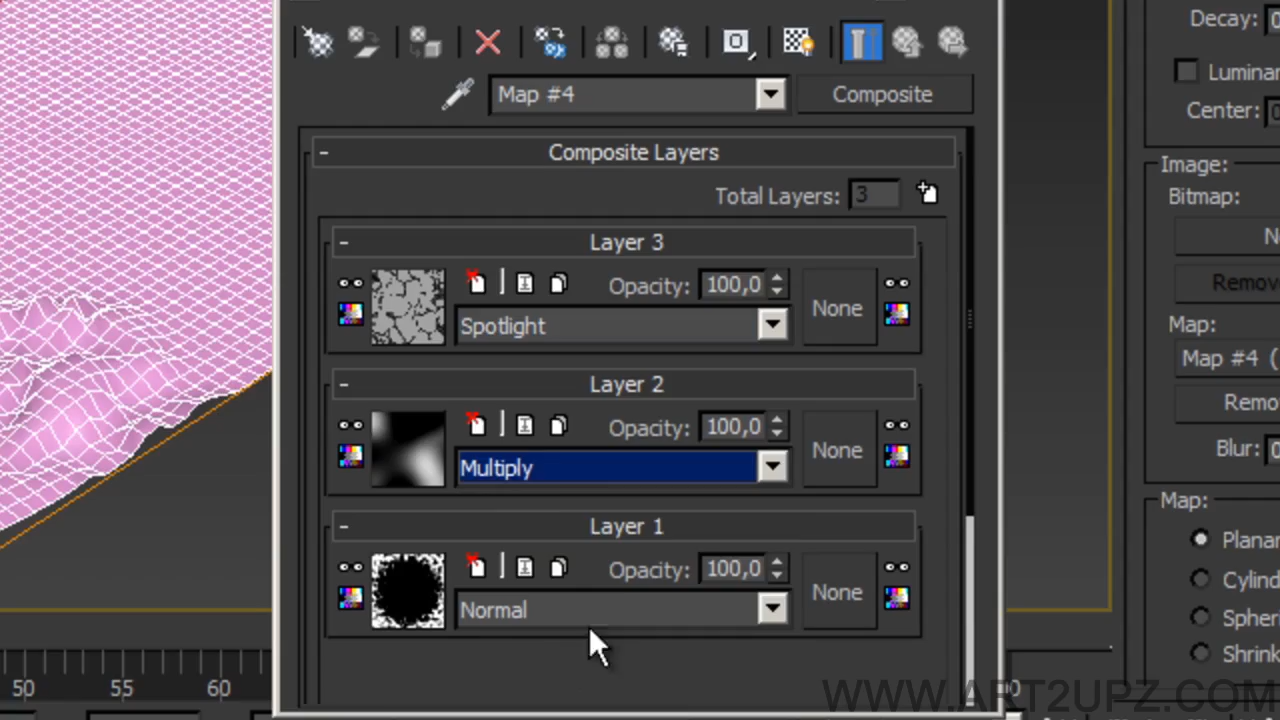 Decay:
Map #4
Composite
Luminan
Center:
Composite Layers
Total Layers: 3
Image:
Bitmap:
Layer 3
Opacity: 100,0
None
Spotlight
Remov
Map:
Map #4 (
Layer 2
Opacity: 100,0
None
Multiply
Remo
Blur:
Map:
Layer 1
Opacity: 100,0
None
Normal
Planar
Cylind
Spher
Shrink
50 55 60
WWW.ART2UPZ.COM